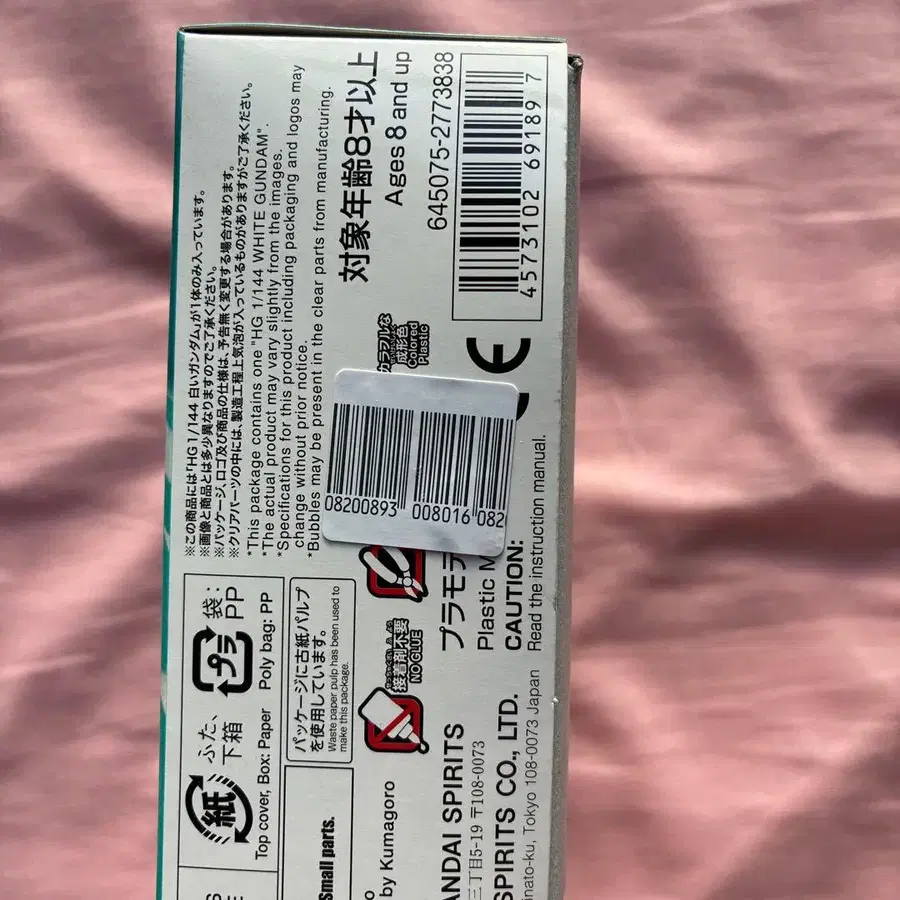 ※この商品には「HG 1/144 白いガンダム」が1体のみ入っています。
※画像と商品とは多少異なりますのでご了承ください。
※パッケージ、ロゴ及び商品の仕様は、予告無く変更する場合があります。
※クリアパーツの中には、製造工程上気泡が入っているものがありますがご了承ください。
*This package contains one "HG 1/144 WHITE GUNDAM".
*The actual product may vary slightly from the images.
*Specifications for this product including packaging and logos may
change without prior notice.
*Bubbles may be present in the clear parts from manufacturing.
対象年齢8才以上
Ages 8 and up
645075-2773838
4573102 691897
カラフルな
成形色
Colored
Plastic
CE
08200893 008016 082
紙
ふた、
下箱
プラ
袋:
PP
Top cover, Box: Paper
Poly bag: PP
パッケージに古紙パルプ
を使用しています。
Waste paper pulp has been used to
make this package.
接着剤不要
NO GLUE
プラモデ
Plastic M
CAUTION:
Read the instruction manual.
Small parts.
by Kumagoro
ANDAI SPIRITS
三丁目5-19 〒108-0073
SPIRITS CO., LTD.
inato-ku, Tokyo 108-0073 Japan